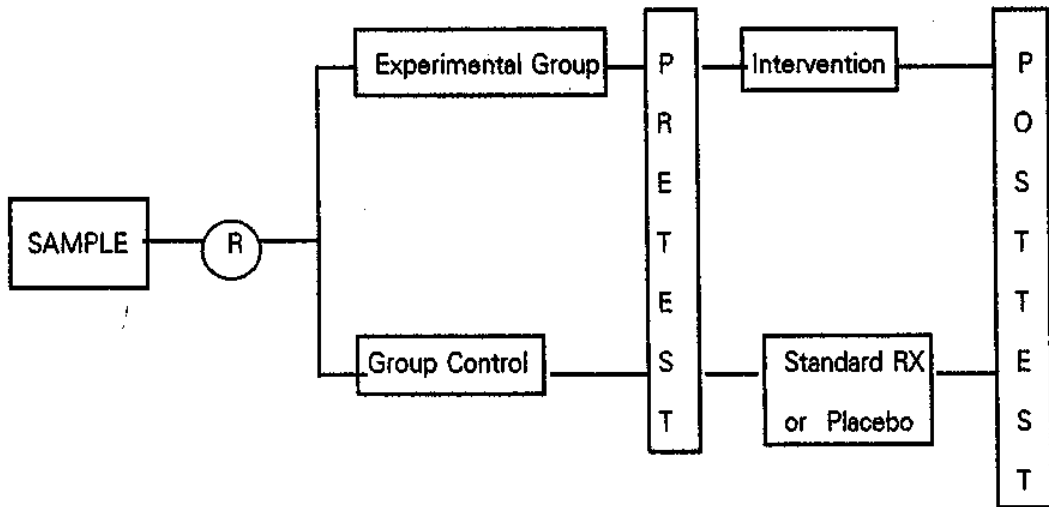 SAMPLE
R
Experimental Group
Group Control
PRETEST
Intervention
Standard RX
or Placebo
POSTTEST